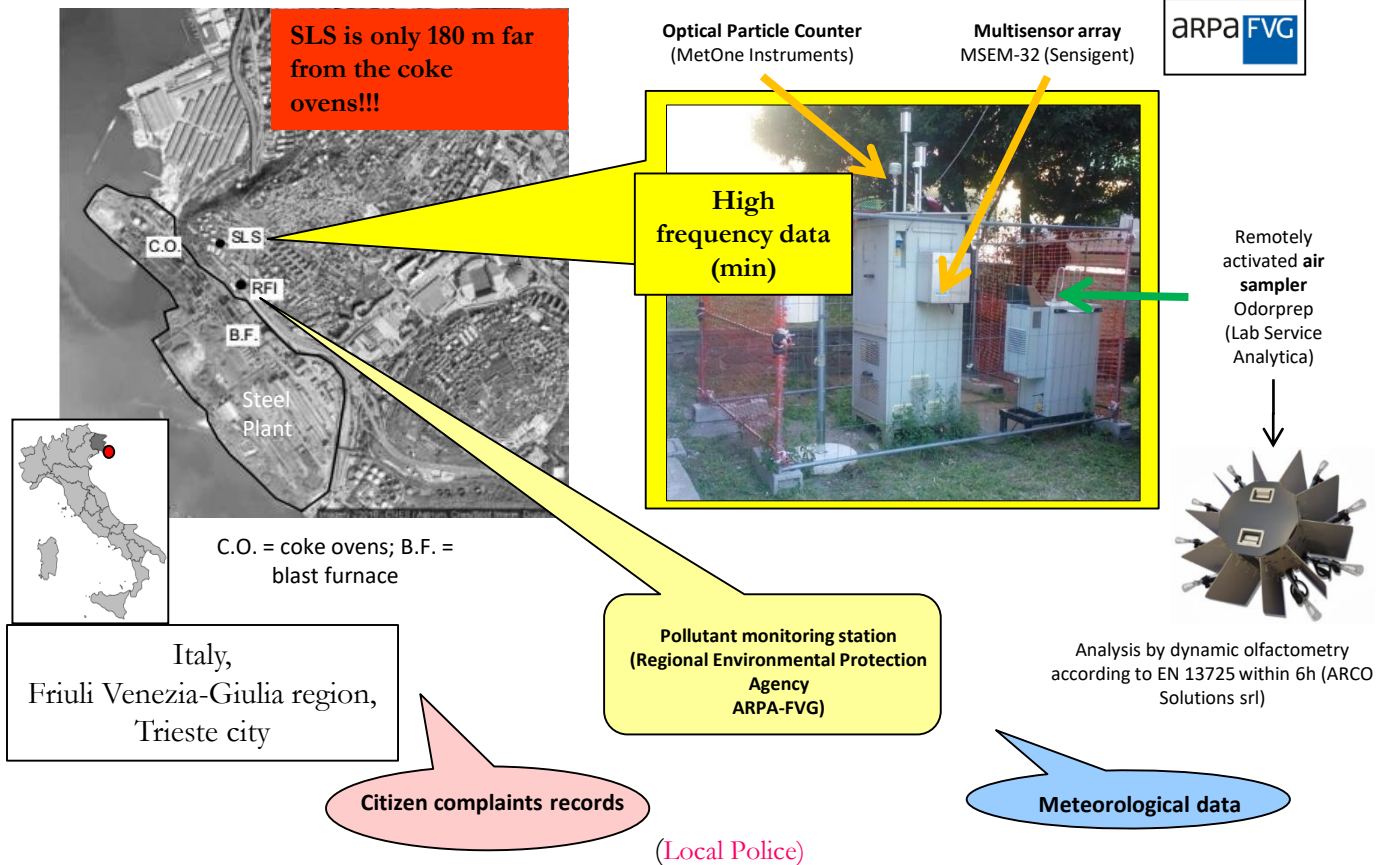 SLS is only 180 m far
from the coke
ovens!!!
Optical Particle Counter
(MetOne Instruments)
Multisensor array
MSEM-32 (Sensigent)
arpa FVG
High
frequency data
(min)
C.O.
SLS
RFI
B.F.
Steel
Plant
Remotely
activated air
sampler
Odorprep
(Lab Service
Analytica)
C.O. = coke ovens; B.F. =
blast furnace
Italy,
Friuli Venezia-Giulia region,
Trieste city
Pollutant monitoring station
(Regional Environmental Protection
Agency
ARPA-FVG)
Analysis by dynamic olfactometry
according to EN 13725 within 6h (ARCO
Solutions srl)
Citizen complaints records
Meteorological data
(Local Police)